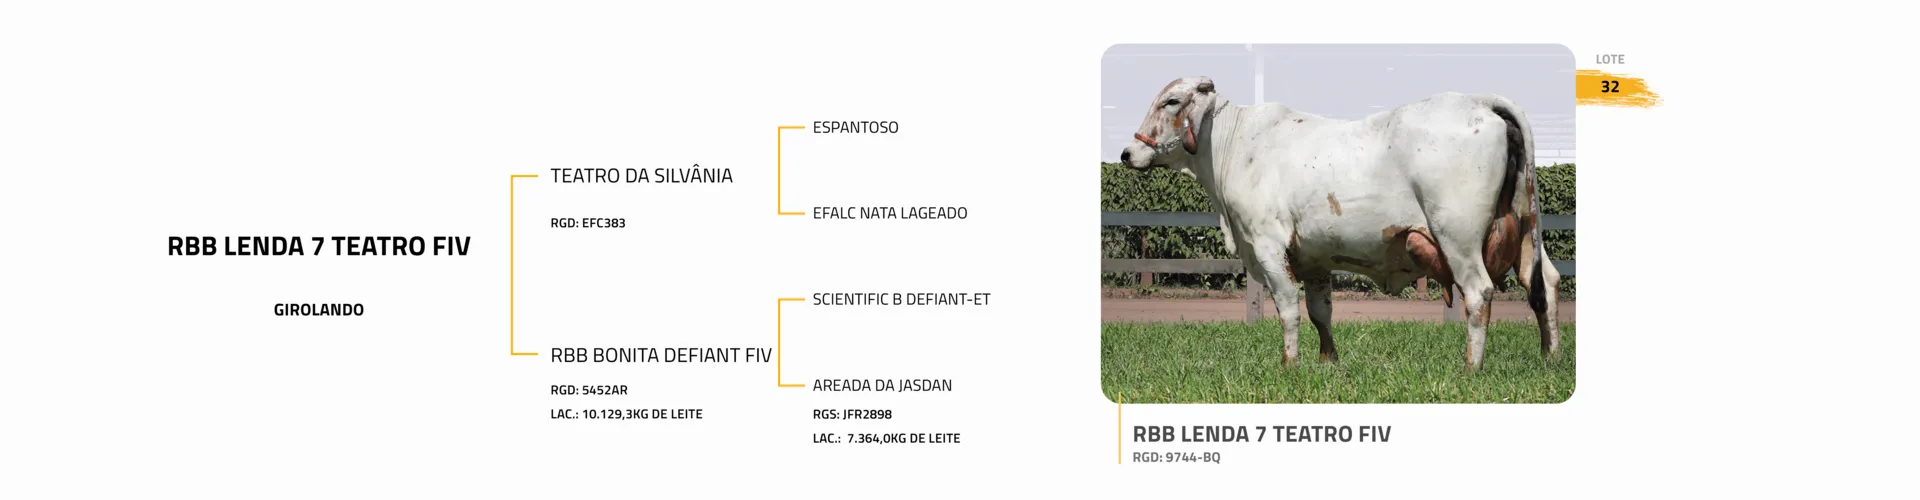 RBB LENDA 7 TEATRO FIV
GIROLANDO
TEATRO DA SILVÂNIA
RGD: EFC383
RBB BONITA DEFIANT FIV
RGD: 5452AR
LAC.: 10.129,3KG DE LEITE
ESPANTOSO
EFALC NATA LAGEADO
SCIENTIFIC B DEFIANT-ET
AREADA DA JASDAN
RGS: JFR2898
LAC.: 7.364,0KG DE LEITE
LOTE
32
RBB LENDA 7 TEATRO FIV
RGD: 9744-BQ